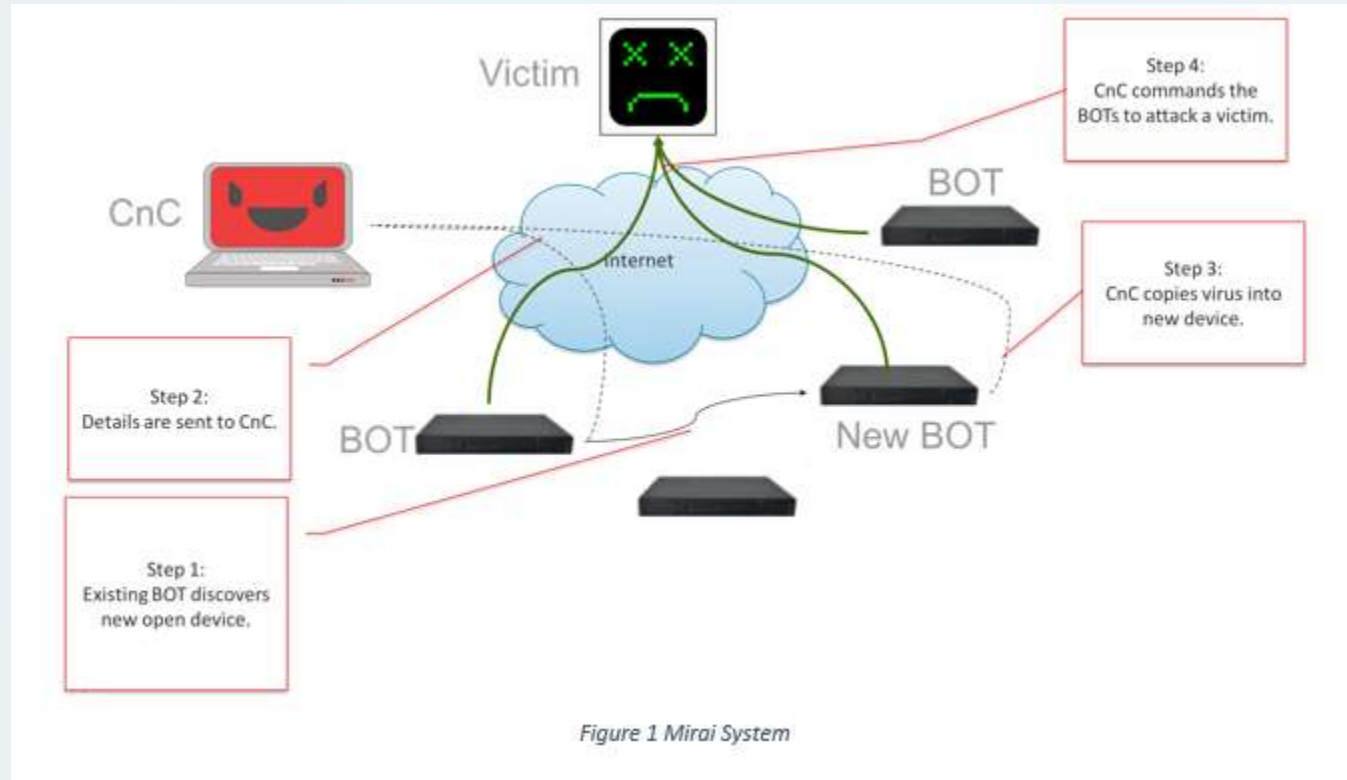 Victim
Step 4:
CnC commands the
BOTs to attack a victim.
CnC
BOT
Internet
Step 3:
CnC copies virus into
new device.
Step 2:
Details are sent to CnC.
BOT
New BOT
Step 1:
Existing BOT discovers
new open device.
Figure 1 Mirai System